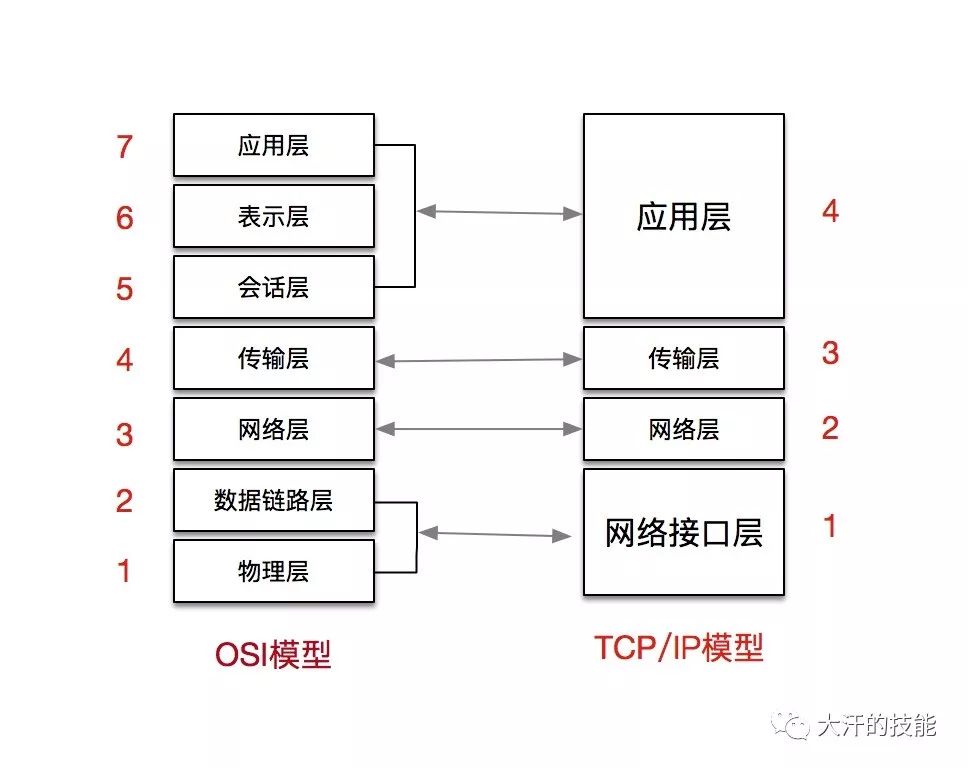 7
应用层
6
表示层
5
会话层
4
传输层
3
网络层
2
数据链路层
1
物理层
OSI模型
应用层
4
传输层
3
网络层
2
网络接口层
1
TCP/IP模型
大汗的技能